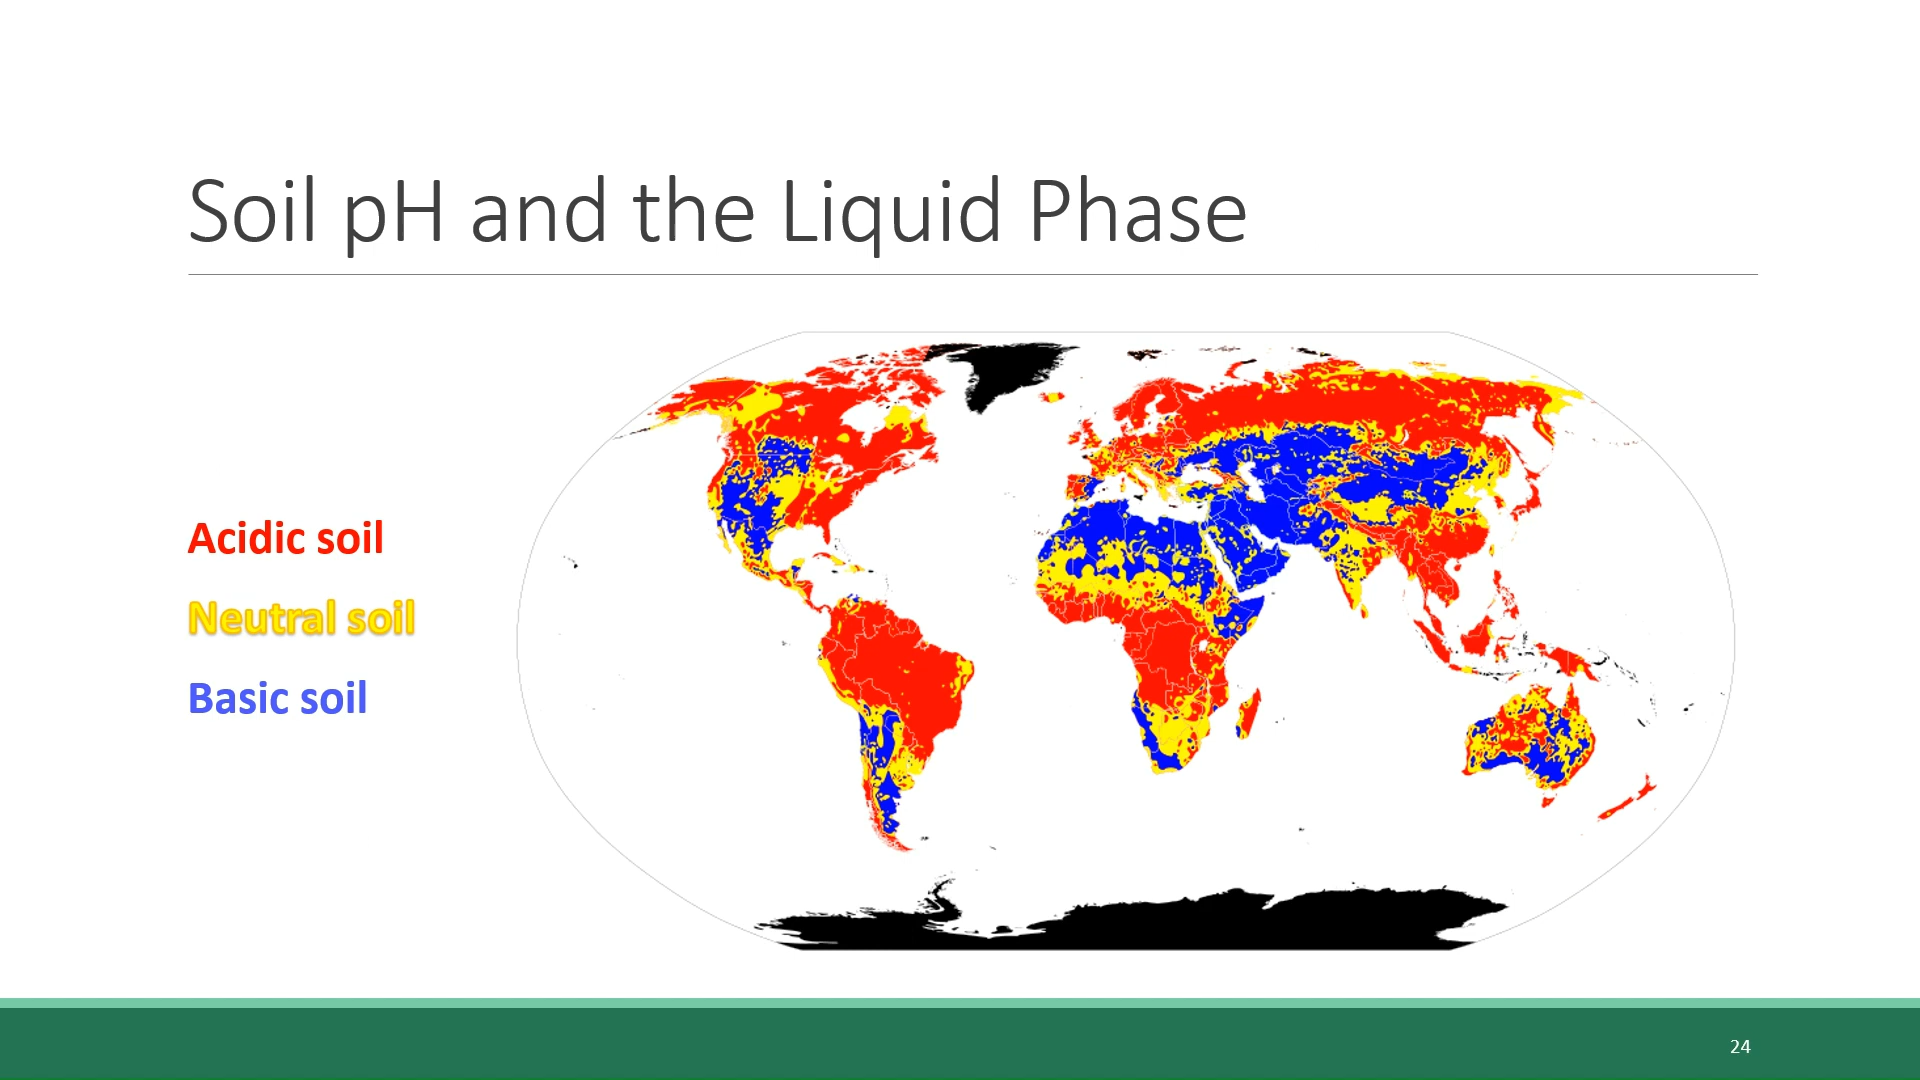 Soil pH and the Liquid Phase
Acidic soil
Neutral soil
Basic soil
24